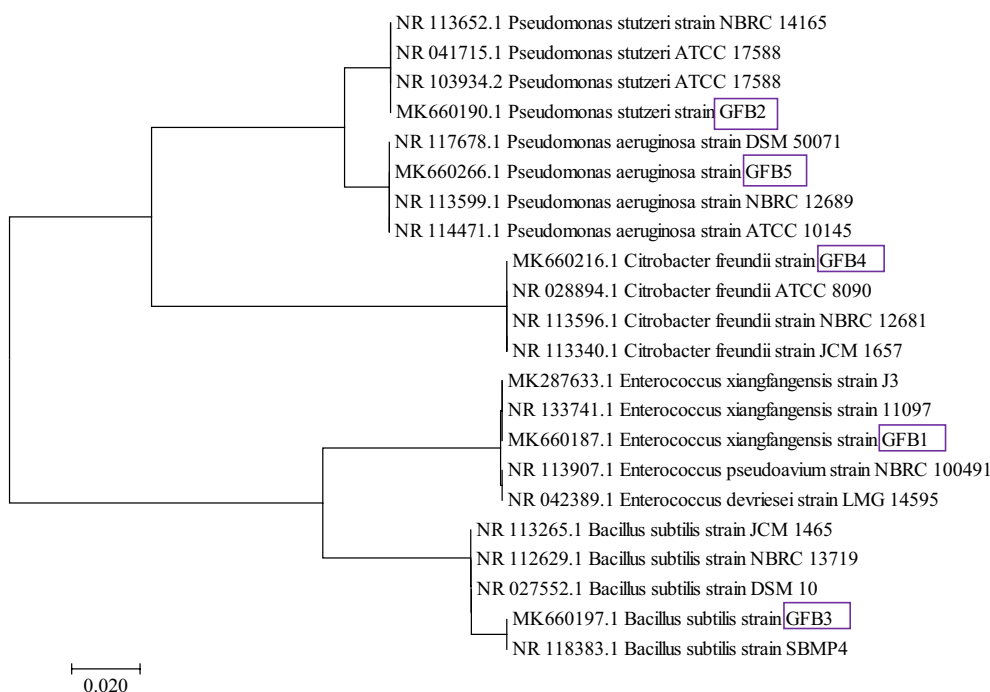 NR 113652.1 Pseudomonas stutzeri strain NBRC 14165
NR 041715.1 Pseudomonas stutzeri ATCC 17588
NR 103934.2 Pseudomonas stutzeri ATCC 17588
MK660190.1 Pseudomonas stutzeri strain GFB2
NR 117678.1 Pseudomonas aeruginosa strain DSM 50071
MK660266.1 Pseudomonas aeruginosa strain GFB5
NR 113599.1 Pseudomonas aeruginosa strain NBRC 12689
NR 114471.1 Pseudomonas aeruginosa strain ATCC 10145
MK660216.1 Citrobacter freundii strain GFB4
NR 028894.1 Citrobacter freundii ATCC 8090
NR 113596.1 Citrobacter freundii strain NBRC 12681
NR 113340.1 Citrobacter freundii strain JCM 1657
MK287633.1 Enterococcus xiangfangensis strain J3
NR 133741.1 Enterococcus xiangfangensis strain 11097
MK660187.1 Enterococcus xiangfangensis strain GFB1
NR 113907.1 Enterococcus pseudoavium strain NBRC 100491
NR 042389.1 Enterococcus devriesei strain LMG 14595
NR 113265.1 Bacillus subtilis strain JCM 1465
NR 112629.1 Bacillus subtilis strain NBRC 13719
NR 027552.1 Bacillus subtilis strain DSM 10
MK660197.1 Bacillus subtilis strain GFB3
NR 118383.1 Bacillus subtilis strain SBMP4
0.020